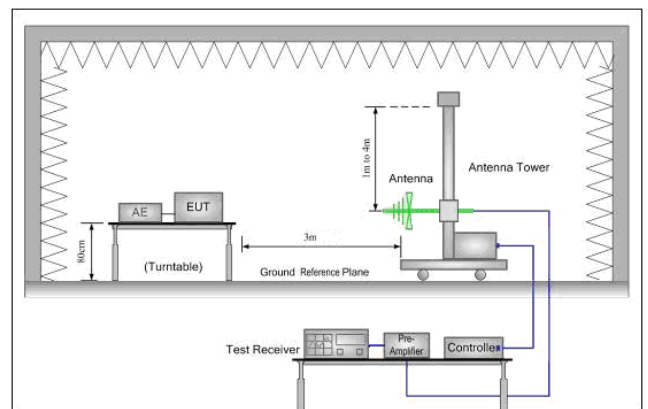 1m to 4m
Antenna Tower
Antenna
AE
EUT
3m
80cm
(Turntable)
Ground Reference Plane
Test Receiver
Pre-
Amplifier
Controller